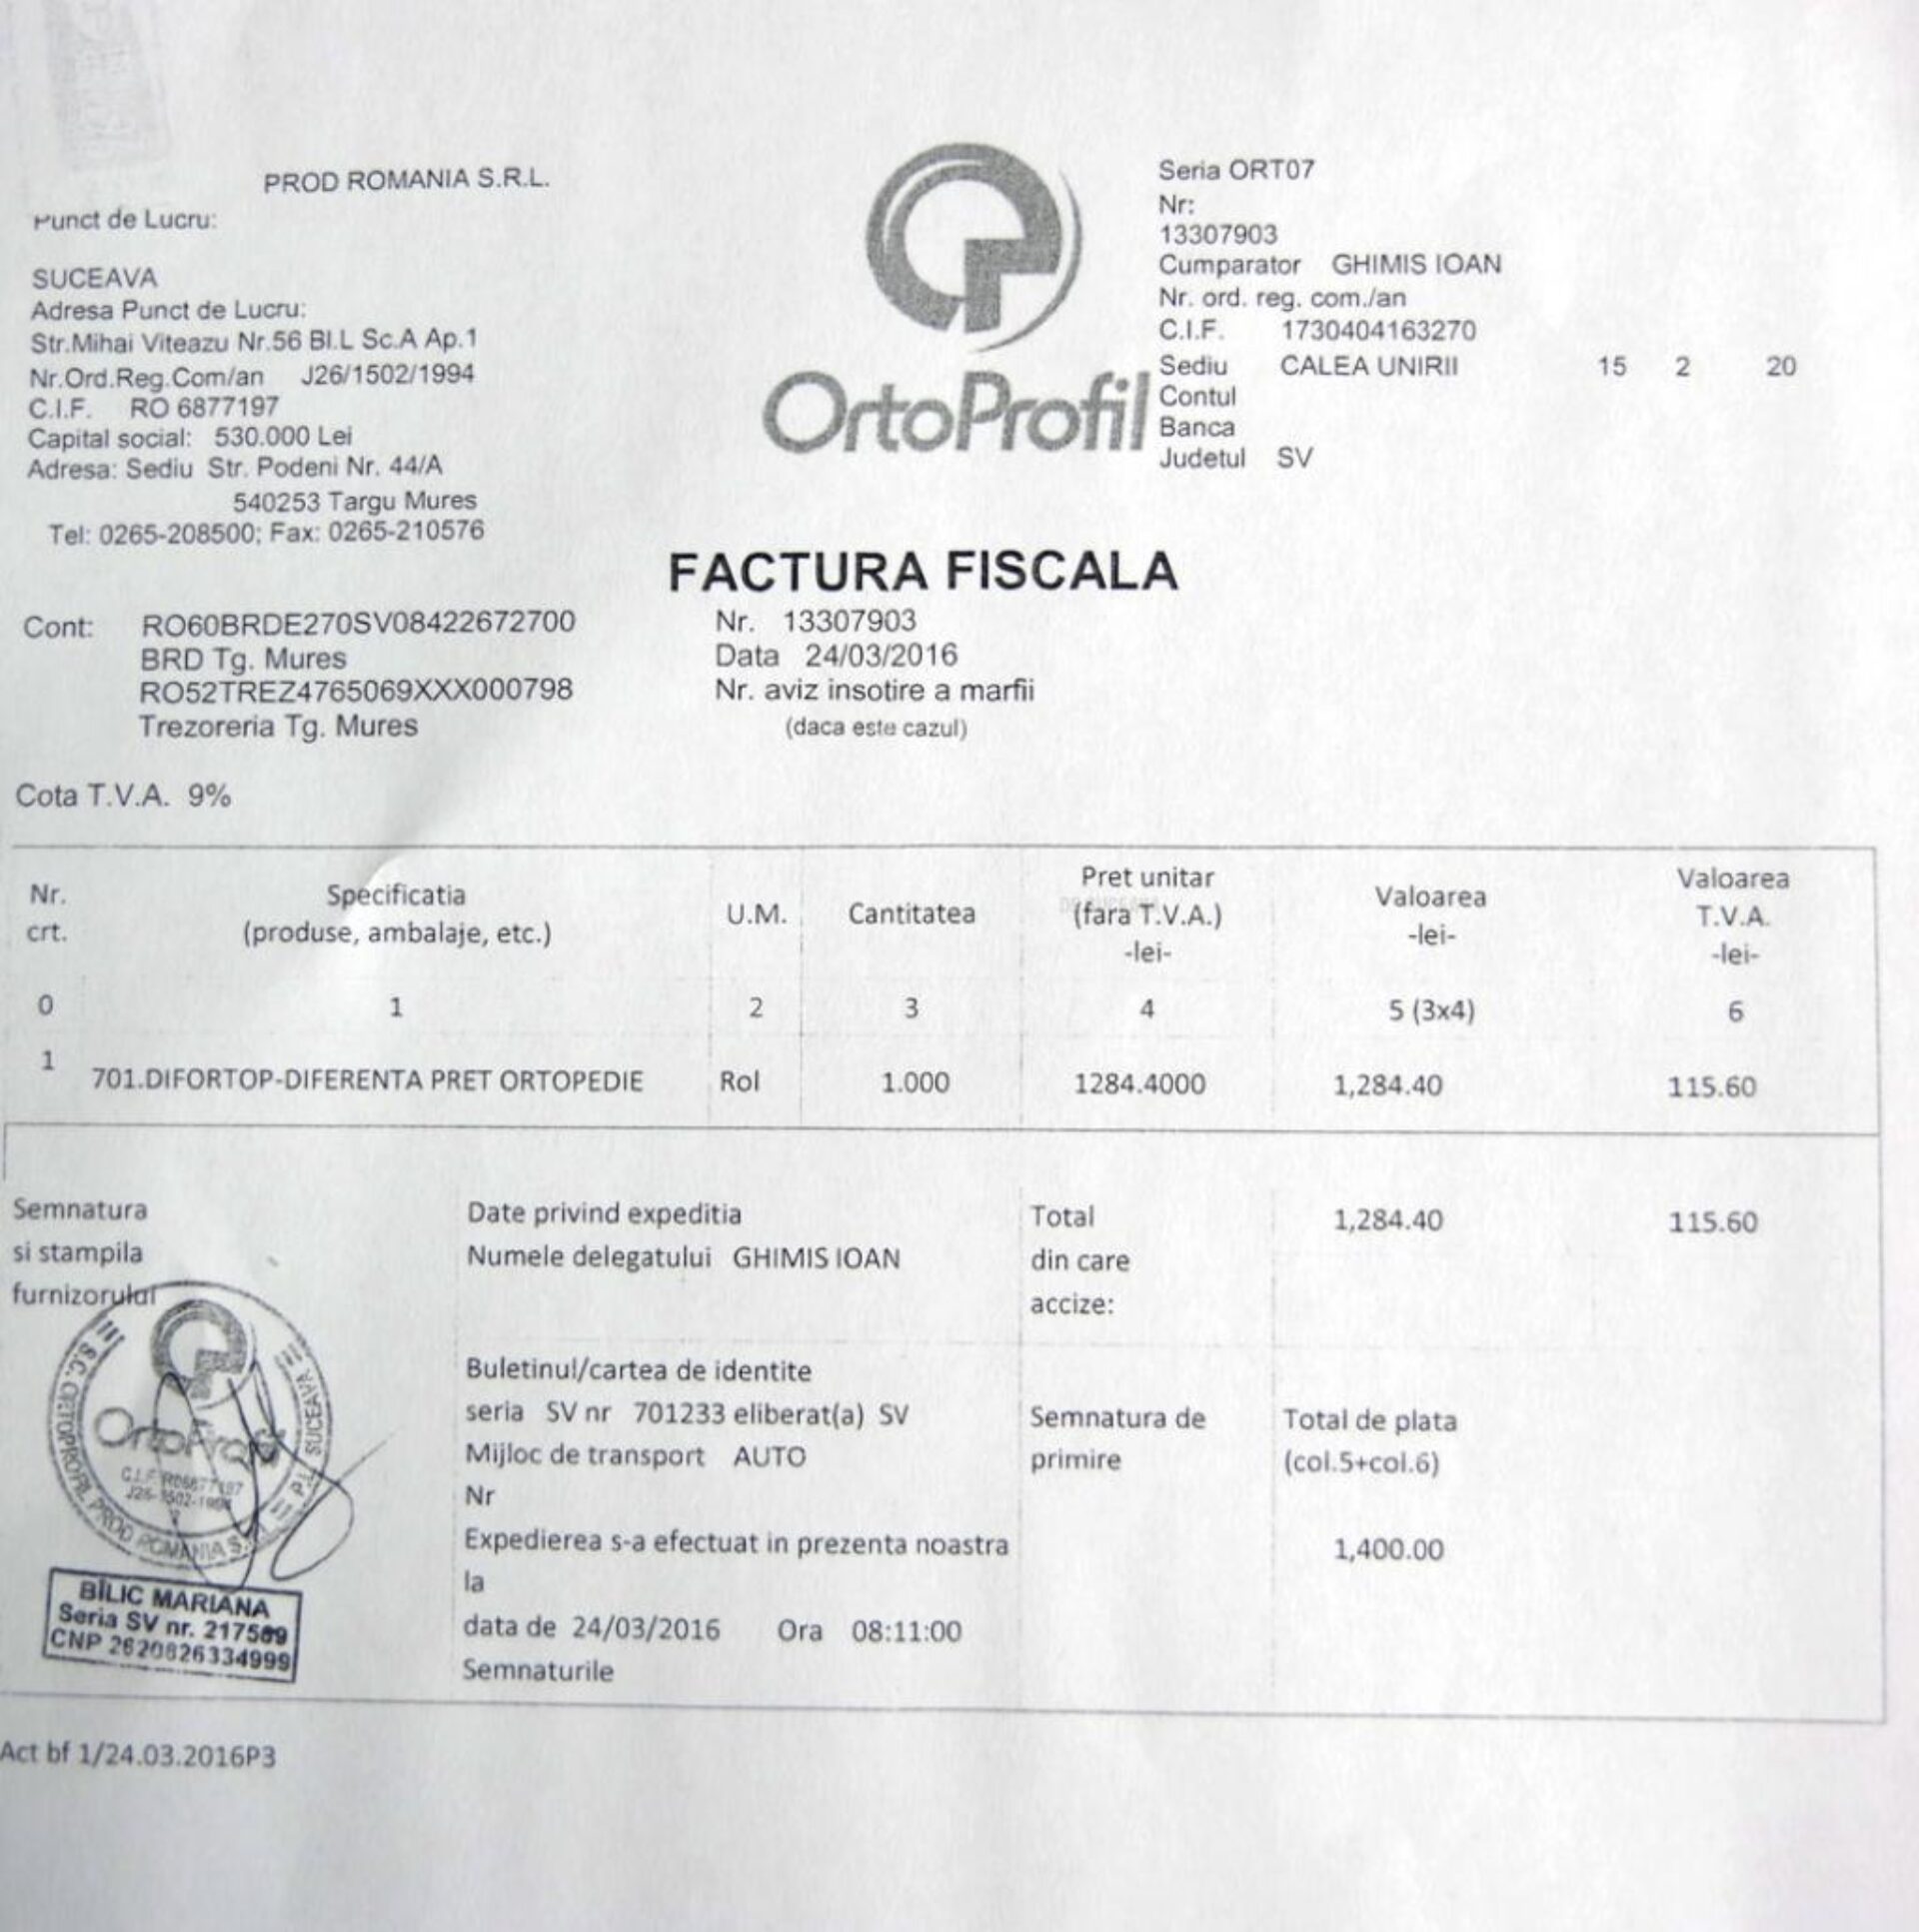 PROD ROMANIA S.R.L.
Punct de Lucru:
SUCEAVA
Adresa Punct de Lucru:
Str.Mihai Viteazu Nr.56 Bl.L Sc.A Ap.1
Nr.Ord.Reg.Com/an J26/1502/1994
C.I.F. RO 6877197
Capital social: 530.000 Lei
Adresa: Sediu Str. Podeni Nr. 44/A
540253 Targu Mures
Tel: 0265-208500; Fax: 0265-210576
OrtoProfil
Seria ORT07
Nr:
13307903
Cumparator GHIMIS IOAN
Nr. ord. reg. com./an
C.I.F. 1730404163270
Sediu CALEA UNIRII 15 2 20
Contul
Banca
Judetul SV
FACTURA FISCALA
Nr. 13307903
Data 24/03/2016
Nr. aviz insotire a marfii
(daca este cazul)
Cont: RO60BRDE270SV08422672700
BRD Tg. Mures
RO52TREZ4765069XXX000798
Trezoreria Tg. Mures
Cota T.V.A. 9%
Nr. crt. Specificatia (produse, ambalaje, etc.) U.M. Cantitatea Pret unitar (fara T.V.A.) -lei- Valoarea -lei- Valoarea T.V.A. -lei-
0 1 2 3 4 5 (3x4) 6
1 701.DIFORTOP-DIFERENTA PRET ORTOPEDIE Rol 1.000 1284.4000 1,284.40 115.60
Semnatura
si stampila
furnizorului
S.C. ORTOPROFIL PROD ROMANIA S.R.L.
P.L. SUCEAVA
OrtoProfil
C.I.F. RO6877197
J26-1502-1994
BILIC MARIANA
Seria SV nr. 217589
CNP 2620826334999
Date privind expeditia
Numele delegatului GHIMIS IOAN
Buletinul/cartea de identite
seria SV nr 701233 eliberat(a) SV
Mijloc de transport AUTO
Nr
Expedierea s-a efectuat in prezenta noastra
la
data de 24/03/2016 Ora 08:11:00
Semnaturile
Total 1,284.40 115.60
din care
accize:
Semnatura de
primire
Total de plata
(col.5+col.6)
1,400.00
Act bf 1/24.03.2016P3